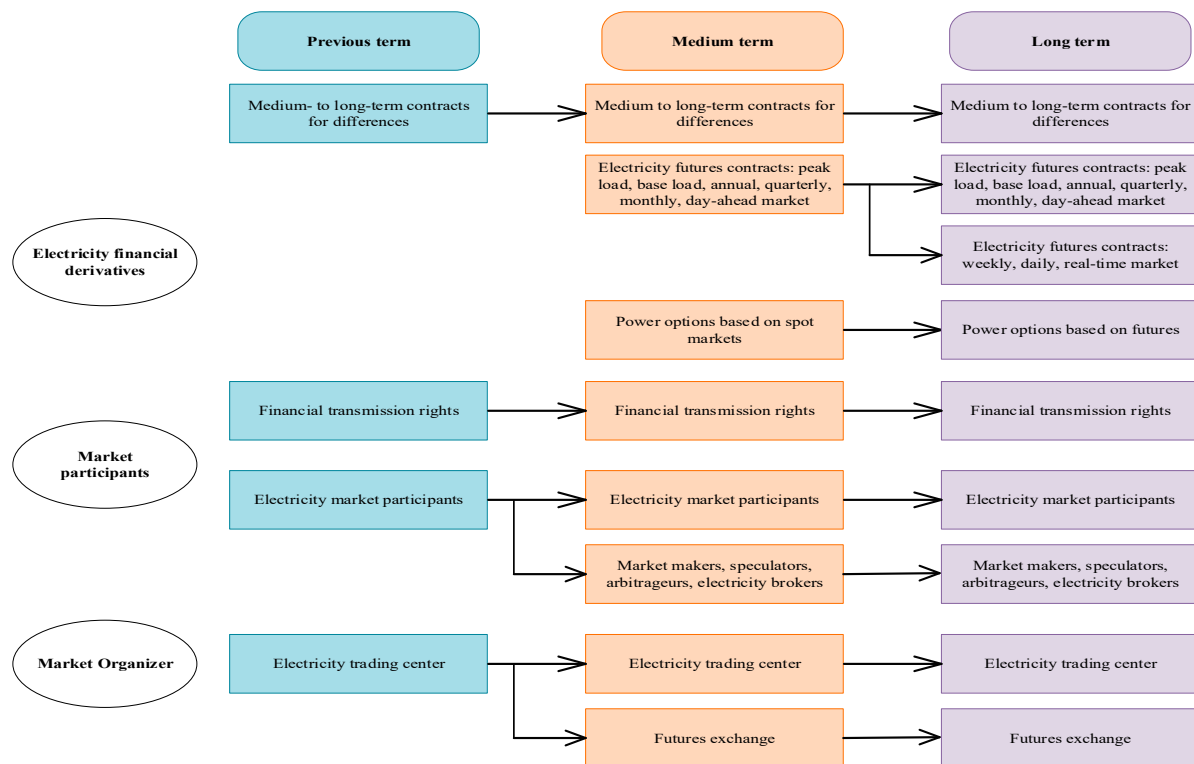 Previous term
Medium term
Long term
Medium- to long-term contracts
for differences
Medium to long-term contracts for
differences
Medium to long-term contracts for
differences
Electricity futures contracts: peak
load, base load, annual, quarterly,
monthly, day-ahead market
Electricity futures contracts: peak
load, base load, annual, quarterly,
monthly, day-ahead market
Electricity financial
derivatives
Electricity futures contracts:
weekly, daily, real-time market
Power options based on spot
markets
Power options based on futures
Financial transmission rights
Financial transmission rights
Financial transmission rights
Market
participants
Electricity market participants
Electricity market participants
Electricity market participants
Market makers, speculators,
arbitrageurs, electricity brokers
Market makers, speculators,
arbitrageurs, electricity brokers
Market Organizer
Electricity trading center
Electricity trading center
Electricity trading center
Futures exchange
Futures exchange